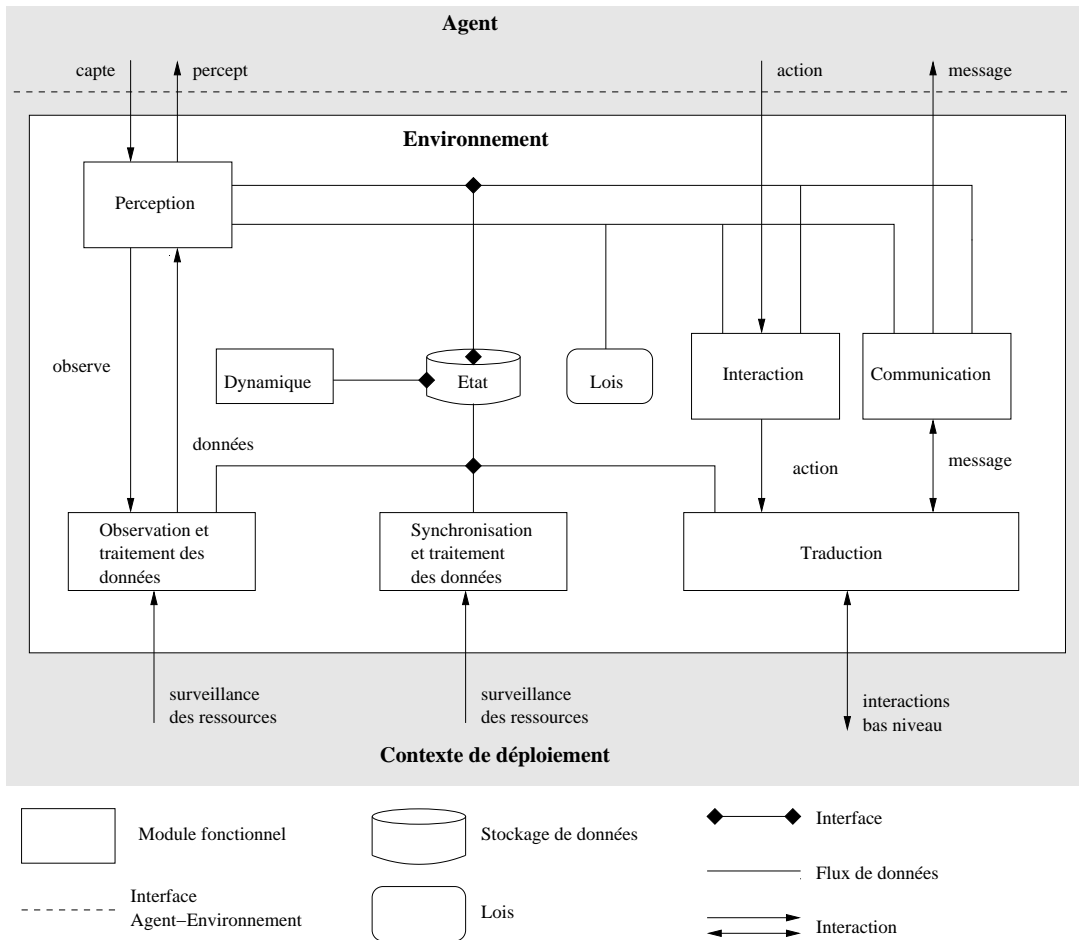 Agent
capte
percept
action
message
Environnement
Perception
observe
Dynamique
Etat
Lois
Interaction
Communication
données
action
message
Observation et
traitement des
données
Synchronisation
et traitement
des données
Traduction
surveillance
des ressources
surveillance
des ressources
interactions
bas niveau
Contexte de déploiement
Module fonctionnel
Stockage de données
Interface
Flux de données
Interface
Agent−Environnement
Lois
Interaction